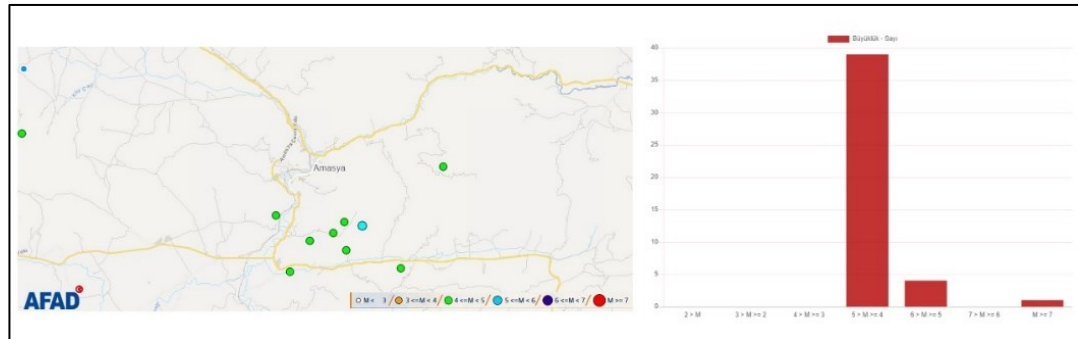 Amasya
AFAD
M < 3 / 3 <=M < 4 / 4 <=M < 5 / 5 <=M < 6 / 6 <=M < 7 / M >= 7
Büyüklük - Sayı
40
35
30
25
20
15
10
5
0
2 > M
3 > M >= 2
4 > M >= 3
5 > M >= 4
6 > M >= 5
7 > M >= 6
M >= 7